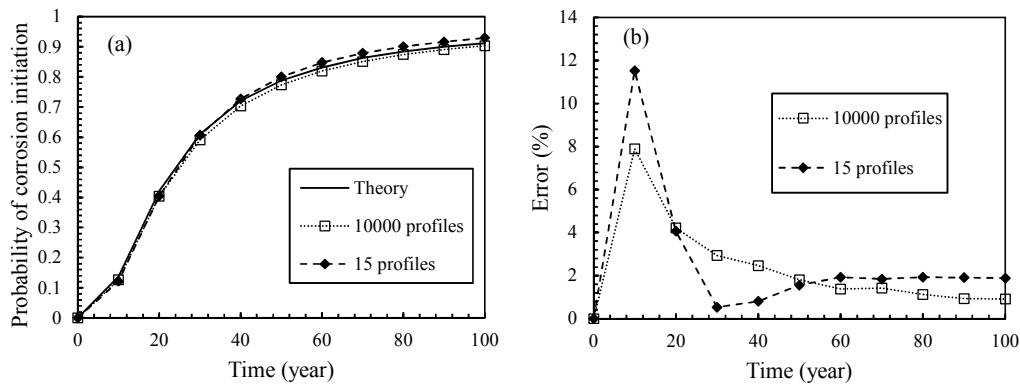 (a)
Probability of corrosion initiation
1
0.9
0.8
0.7
0.6
0.5
0.4
0.3
0.2
0.1
0
Theory
10000 profiles
15 profiles
0 20 40 60 80 100
Time (year)
(b)
Error (%)
14
12
10
8
6
4
2
0
10000 profiles
15 profiles
0 20 40 60 80 100
Time (year)